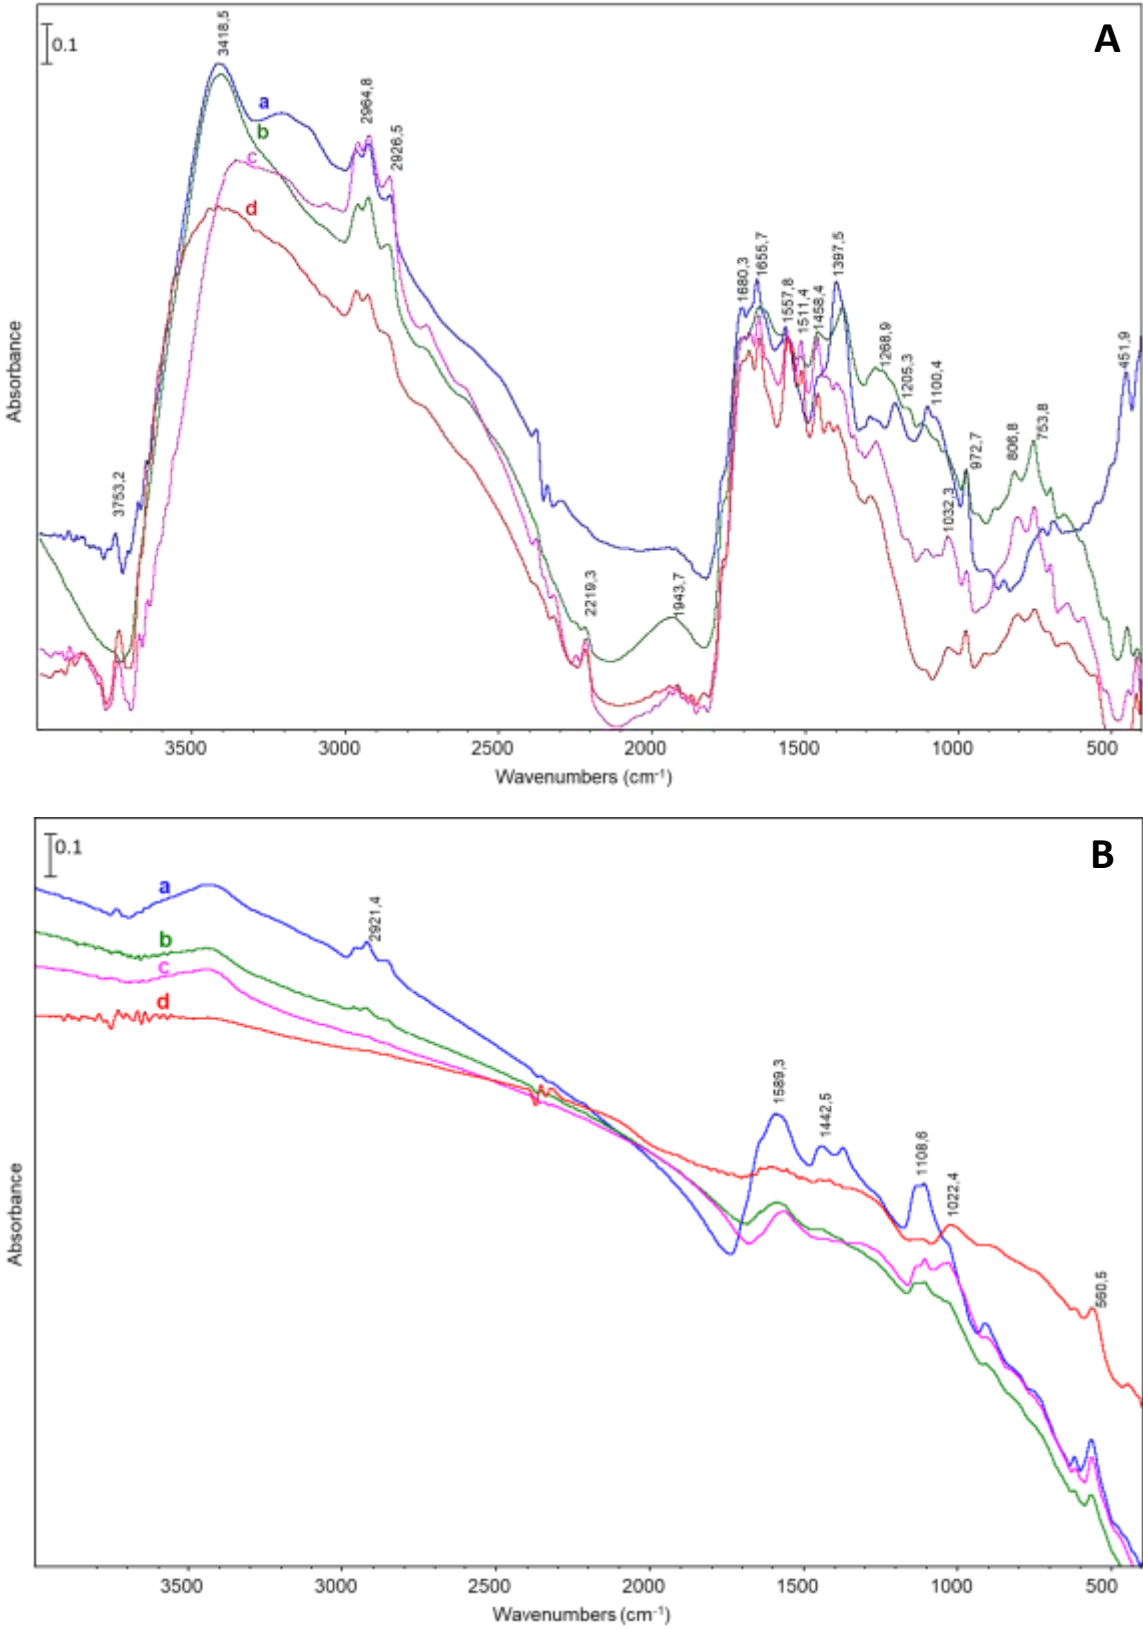 A
0.1
3418,5
a
2964,8
b
2926,5
c
d
1680,3
1655,7
1557,8
1511,4
1458,4
1397,5
1268,9
1205,3
1100,4
972,7
1032,3
806,8
753,8
451,9
3753,2
2219,3
1943,7
Absorbance
3500 3000 2500 2000 1500 1000 500
Wavenumbers (cm⁻¹)
B
0.1
a
2921,4
b
c
d
1589,3
1442,5
1108,6
1022,4
560,5
Absorbance
3500 3000 2500 2000 1500 1000 500
Wavenumbers (cm⁻¹)